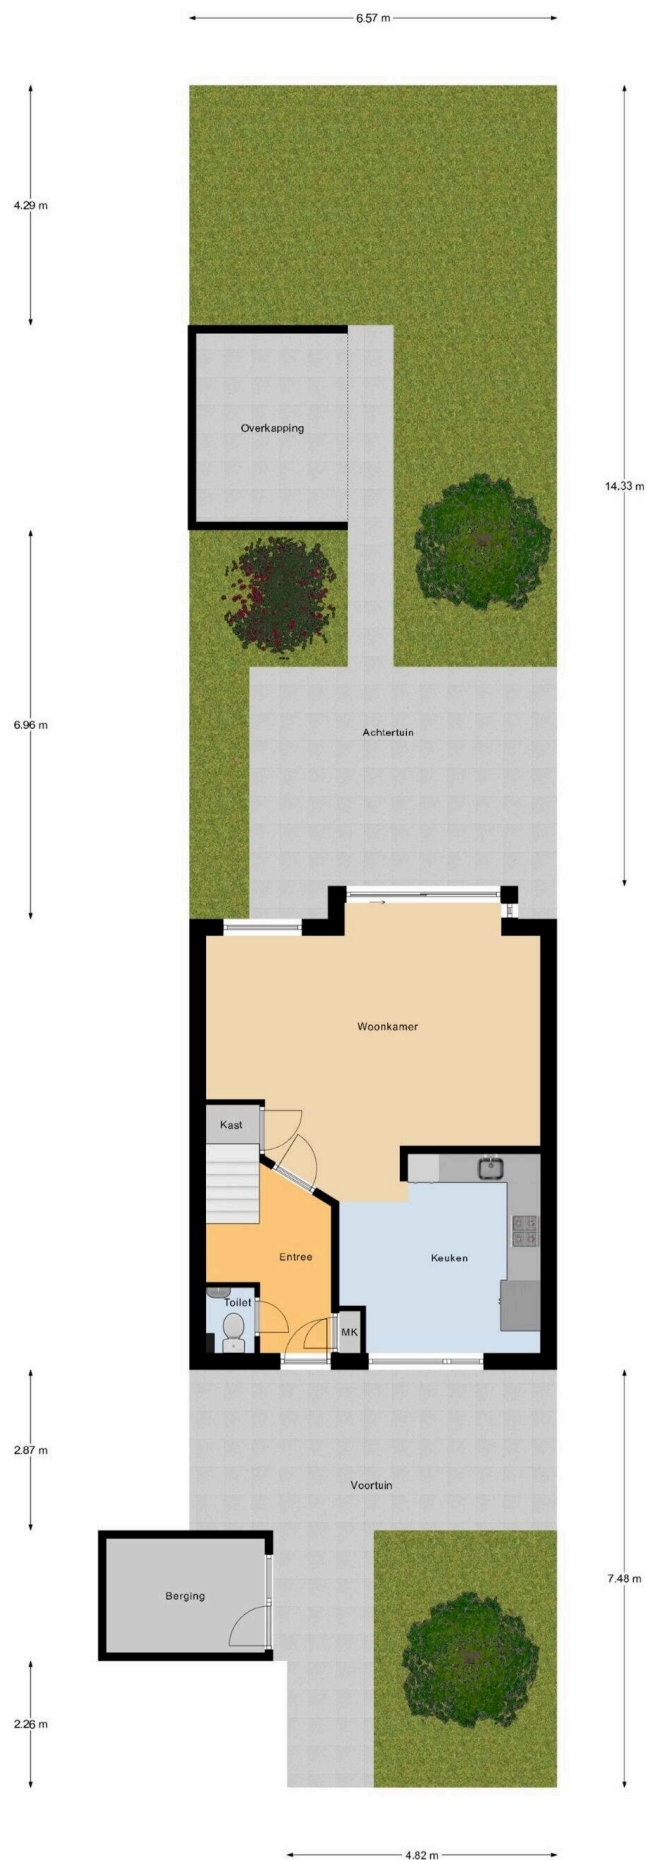 6.57 m
4.29 m
Overkapping
14.33 m
6.96 m
Achtertuin
Woonkamer
Kast
Entree
Keuken
Toilet
MK
2.87 m
Voortuin
7.48 m
Berging
2.26 m
4.82 m